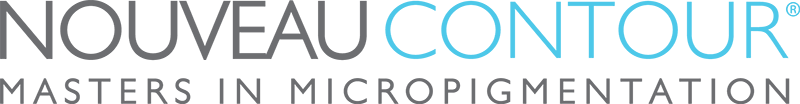 NOUVEAU CONTOUR®
MASTERS IN MICROPIGMENTATION